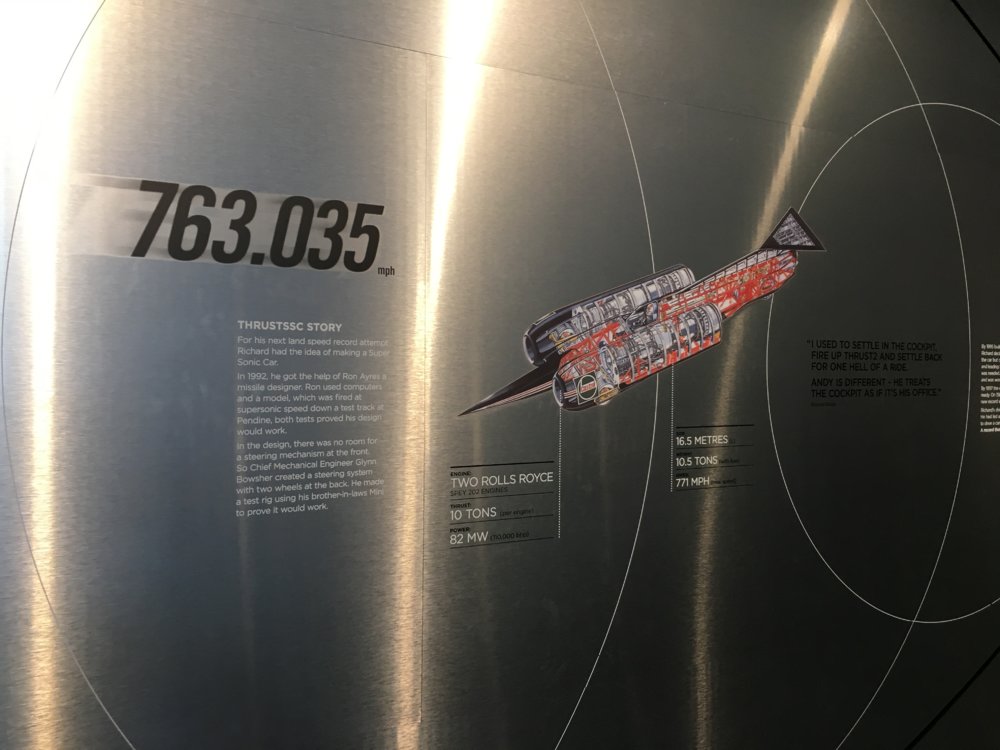 763.035
mph
THRUSTSSC STORY
For his next land speed record attempt
Richard had the idea of making a Super
Sonic Car.
In 1992, he got the help of Ron Ayres a
missile designer. Ron used computers
and a model, which was fired at
supersonic speed down a test track at
Pendine, both tests proved his design
would work.
In the design, there was no room for
a steering mechanism at the front.
So Chief Mechanical Engineer Glynn
Bowsher created a steering system
with two wheels at the back. He made
a test rig using his brother-in-laws Mini
to prove it would work.
ENGINE:
TWO ROLLS ROYCE
SPEY 202 ENGINES
THRUST:
10 TONS (per engine)
POWER:
82 MW (110,000 bhp)
16.5 METRES
10.5 TONS
771 MPH
"I USED TO SETTLE IN THE COCKPIT,
FIRE UP THRUST2 AND SETTLE BACK
FOR ONE HELL OF A RIDE.
ANDY IS DIFFERENT - HE TREATS
THE COCKPIT AS IF IT'S HIS OFFICE."